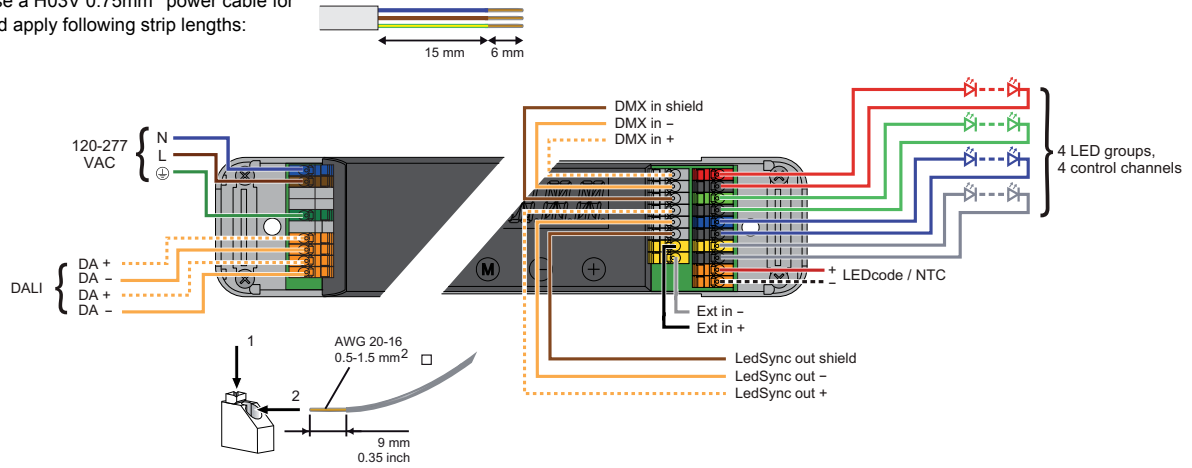 se a H03V 0.75mm² power cable for
d apply following strip lengths:
15 mm
6 mm
DMX in shield
DMX in −
DMX in +
120-277
VAC
N
L
4 LED groups,
4 control channels
DALI
DA +
DA −
DA +
DA −
M
+
−
LEDcode / NTC
Ext in −
Ext in +
LedSync out shield
LedSync out −
LedSync out +
1
2
AWG 20-16
0.5-1.5 mm²
9 mm
0.35 inch